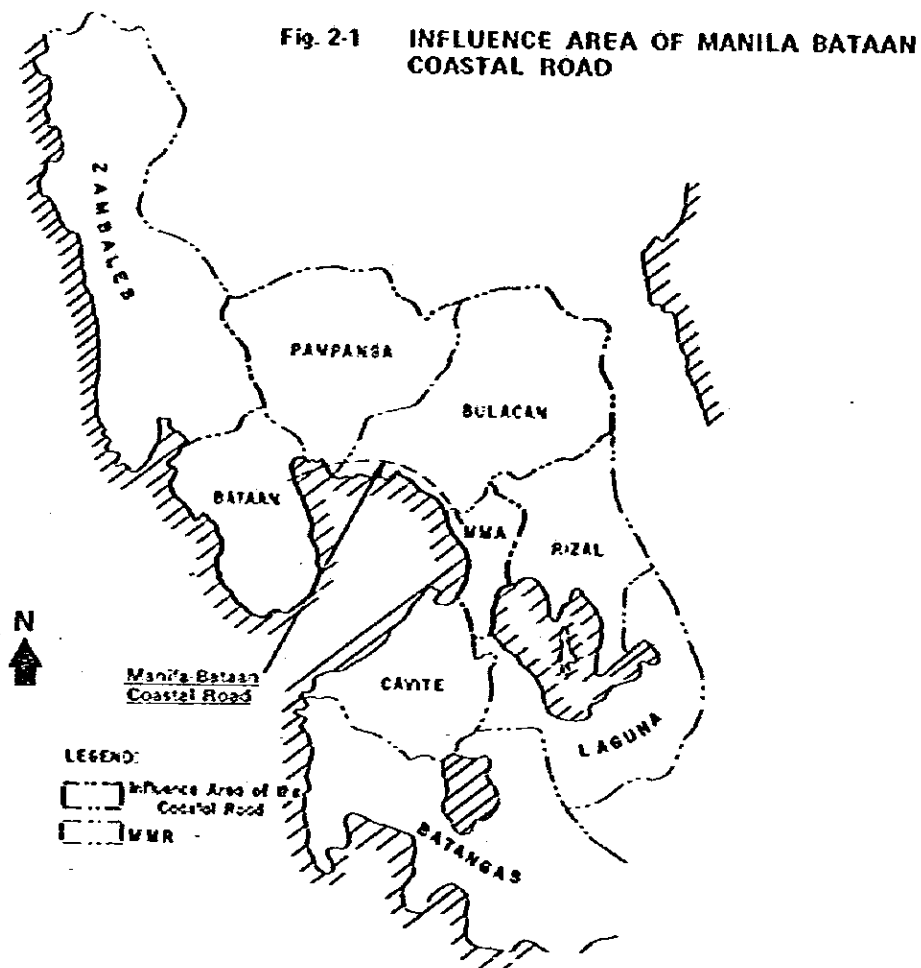 Fig. 2-1 INFLUENCE AREA OF MANILA BATAAN
COASTAL ROAD
ZAMBALES
PAMPANGA
BULACAN
BATAAN
MMA
RIZAL
N
Manila-Bataan
Coastal Road
CAVITE
LAGUNA
LEGEND:
Influence Area of the
Coastal Road
MMR
BATANGAS